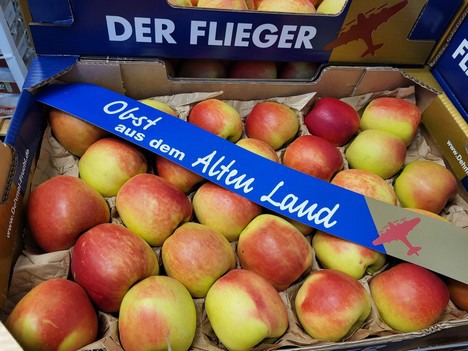 DER FLIEGER
Obst
aus dem
Alten Land